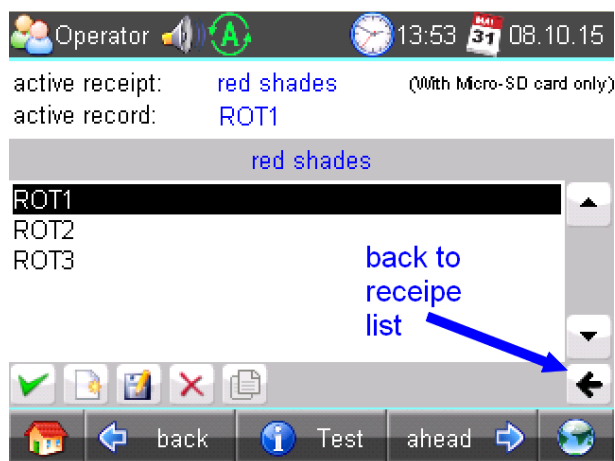 Operator A 13:53 MAI 31 08.10.15
active receipt: red shades (With Micro-SD card only)
active record: ROT1
red shades
ROT1
ROT2
ROT3
back to
receipe
list
back i Test ahead